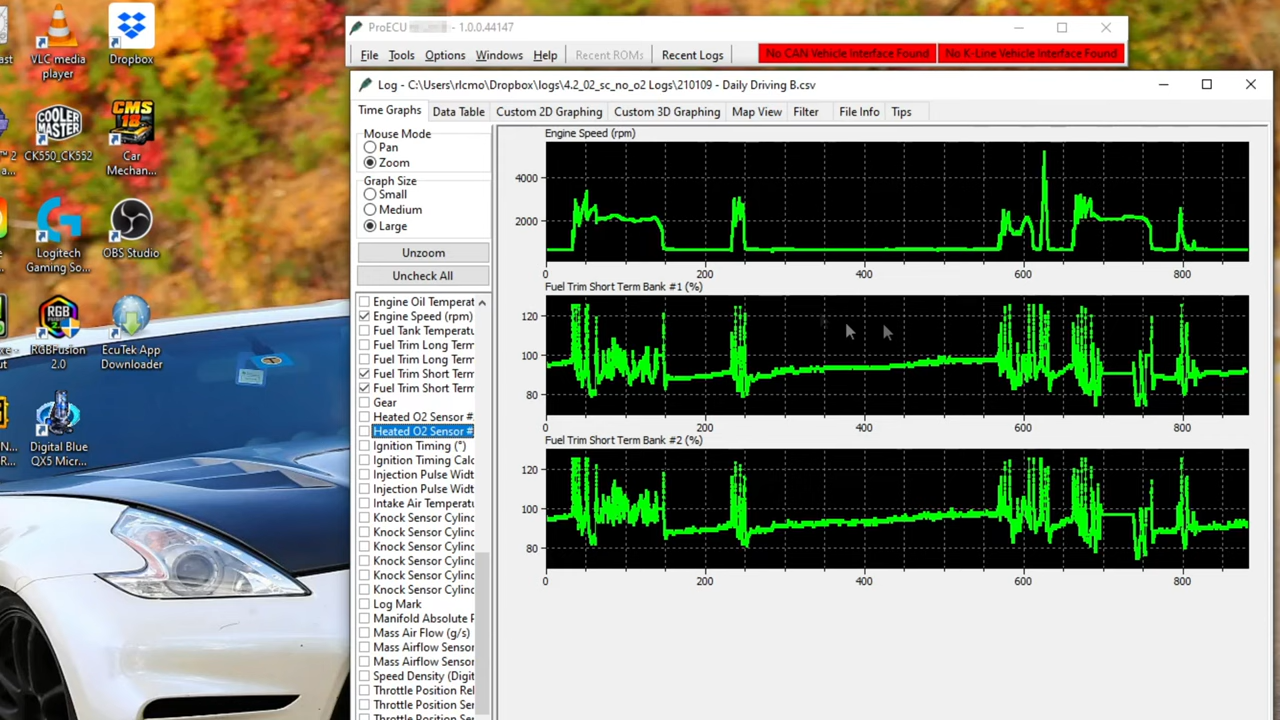 VLC media player
Dropbox
CK550_CK552
CMS 18
Car Mechan...
Logitech Gaming So...
OBS Studio
RGB Fusion
RGBFusion 2.0
EcuTek App Downloader
Digital Blue QX5 Micr...
COOLER MASTER
ProECU
- 1.0.0.44147
File Tools Options Windows Help Recent ROMs Recent Logs No CAN Vehicle Interface Found No K-Line Vehicle Interface Found
Log - C:\Users\rlcmo\Dropbox\logs\4.2_02_sc_no_o2 Logs\210109 - Daily Driving B.csv
Time Graphs Data Table Custom 2D Graphing Custom 3D Graphing Map View Filter File Info Tips
Mouse Mode
Pan
Zoom
Graph Size
Small
Medium
Large
Unzoom
Uncheck All
Engine Oil Temperat
Engine Speed (rpm)
Fuel Tank Temperatu
Fuel Trim Long Term
Fuel Trim Long Term
Fuel Trim Short Term
Fuel Trim Short Term
Gear
Heated O2 Sensor #
Heated O2 Sensor #
Ignition Timing (°)
Ignition Timing Calc
Injection Pulse Widt
Injection Pulse Widt
Intake Air Temperatu
Knock Sensor Cylinc
Knock Sensor Cylinc
Knock Sensor Cylinc
Knock Sensor Cylinc
Knock Sensor Cylinc
Knock Sensor Cylinc
Log Mark
Manifold Absolute F
Mass Air Flow (g/s)
Mass Airflow Sensor
Mass Airflow Sensor
Speed Density (Digit
Throttle Position Rel
Throttle Position Ser
Engine Speed (rpm)
4000
2000
0 200 400 600 800
Fuel Trim Short Term Bank #1 (%)
120
100
80
0 200 400 600 800
Fuel Trim Short Term Bank #2 (%)
120
100
80
0 200 400 600 800